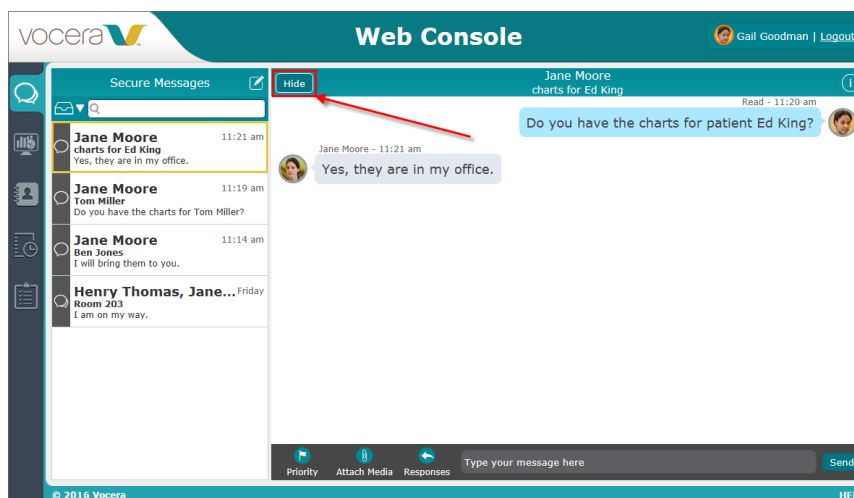 vocera
Web Console
Gail Goodman | Logout
Secure Messages
Hide
Jane Moore
charts for Ed King
Read - 11:20 am
Do you have the charts for patient Ed King?
Jane Moore 11:21 am
charts for Ed King
Yes, they are in my office.
Jane Moore - 11:21 am
Yes, they are in my office.
Jane Moore 11:19 am
Tom Miller
Do you have the charts for Tom Miller?
Jane Moore 11:14 am
Ben Jones
I will bring them to you.
Henry Thomas, Jane... Friday
Room 203
I am on my way.
Priority
Attach Media
Responses
Type your message here
Send
© 2016 Vocera